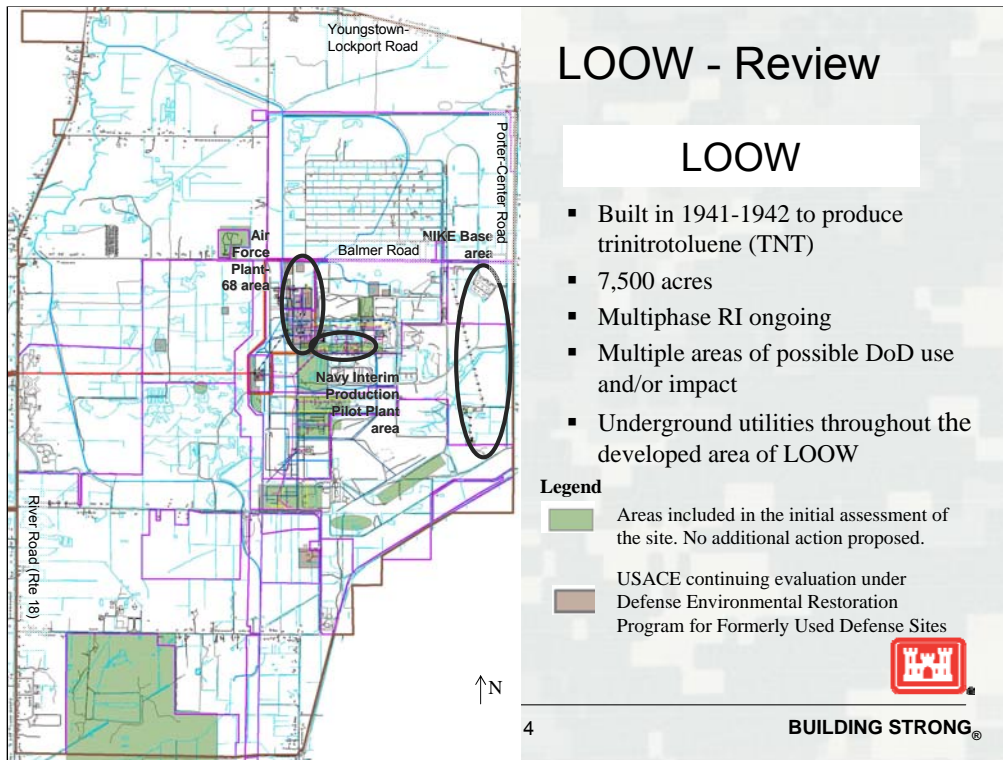 Youngstown-
Lockport Road
Porter-Center Road
Air
Force
Plant-
68 area
Balmer Road
NIKE Base
area
Navy Interim
Production
Pilot Plant
area
River Road (Rte 18)
N
LOOW - Review
LOOW
▪ Built in 1941-1942 to produce
trinitrotoluene (TNT)
▪ 7,500 acres
▪ Multiphase RI ongoing
▪ Multiple areas of possible DoD use
and/or impact
▪ Underground utilities throughout the
developed area of LOOW
Legend
Areas included in the initial assessment of
the site. No additional action proposed.
USACE continuing evaluation under
Defense Environmental Restoration
Program for Formerly Used Defense Sites
4
BUILDING STRONG®